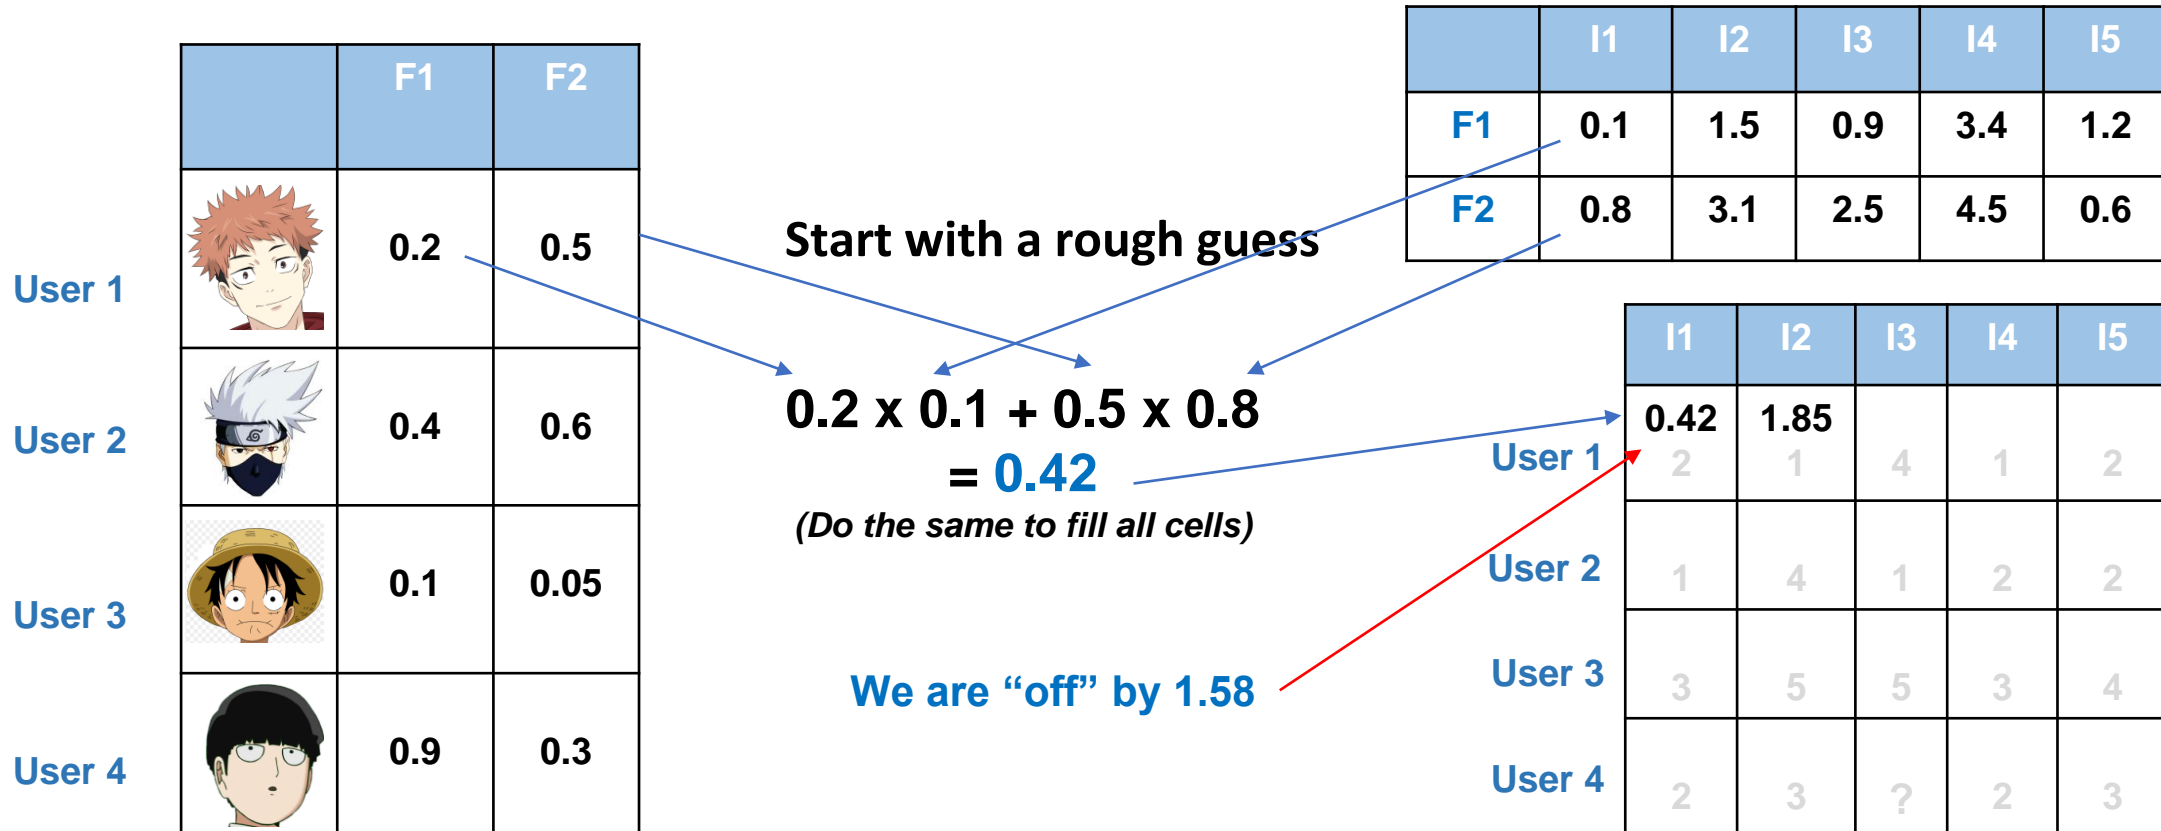 F1 F2
User 1 0.2 0.5
User 2 0.4 0.6
User 3 0.1 0.05
User 4 0.9 0.3
Start with a rough guess
0.2 x 0.1 + 0.5 x 0.8
= 0.42
(Do the same to fill all cells)
We are “off” by 1.58
I1 I2 I3 I4 I5
F1 0.1 1.5 0.9 3.4 1.2
F2 0.8 3.1 2.5 4.5 0.6
I1 I2 I3 I4 I5
0.42 1.85
User 1 2 1 4 1 2
User 2 1 4 1 2 2
User 3 3 5 5 3 4
User 4 2 3 ? 2 3